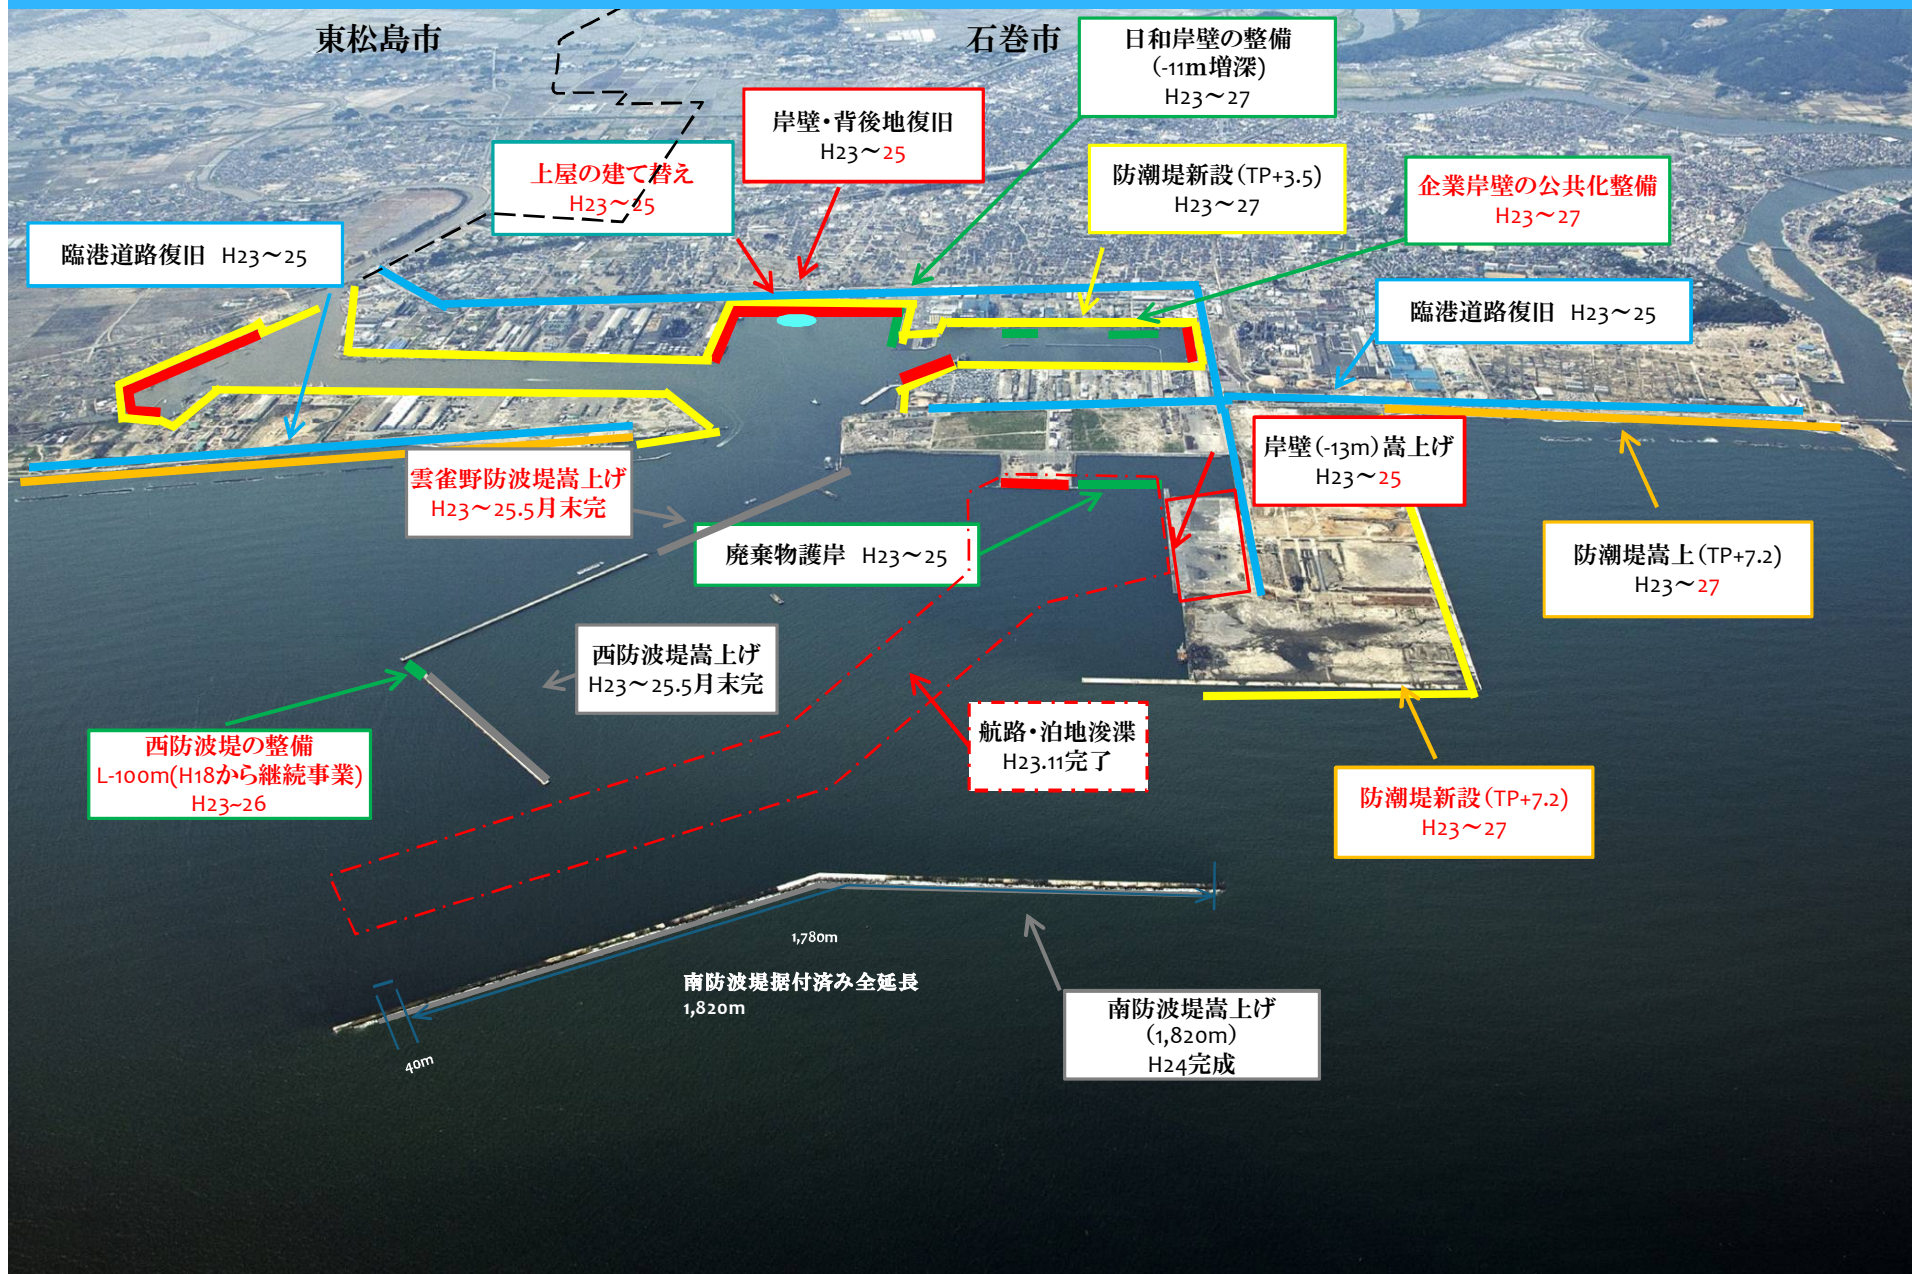 東松島市
石巻市
日和岸壁の整備
(-11m増深)
H23～27
岸壁・背後地復旧
H23～25
上屋の建て替え
H23～25
防潮堤新設(TP+3.5)
H23～27
企業岸壁の公共化整備
H23～27
臨港道路復旧 H23～25
臨港道路復旧 H23～25
岸壁(-13m)嵩上げ
H23～25
雲雀野防波堤嵩上げ
H23～25.5月末完
廃棄物護岸 H23～25
防潮堤嵩上(TP+7.2)
H23～27
西防波堤嵩上げ
H23～25.5月末完
西防波堤の整備
L-100m(H18から継続事業)
H23~26
航路・泊地浚渫
H23.11完了
防潮堤新設(TP+7.2)
H23～27
1,780m
南防波堤据付済み全延長
1,820m
40m
南防波堤嵩上げ
(1,820m)
H24完成